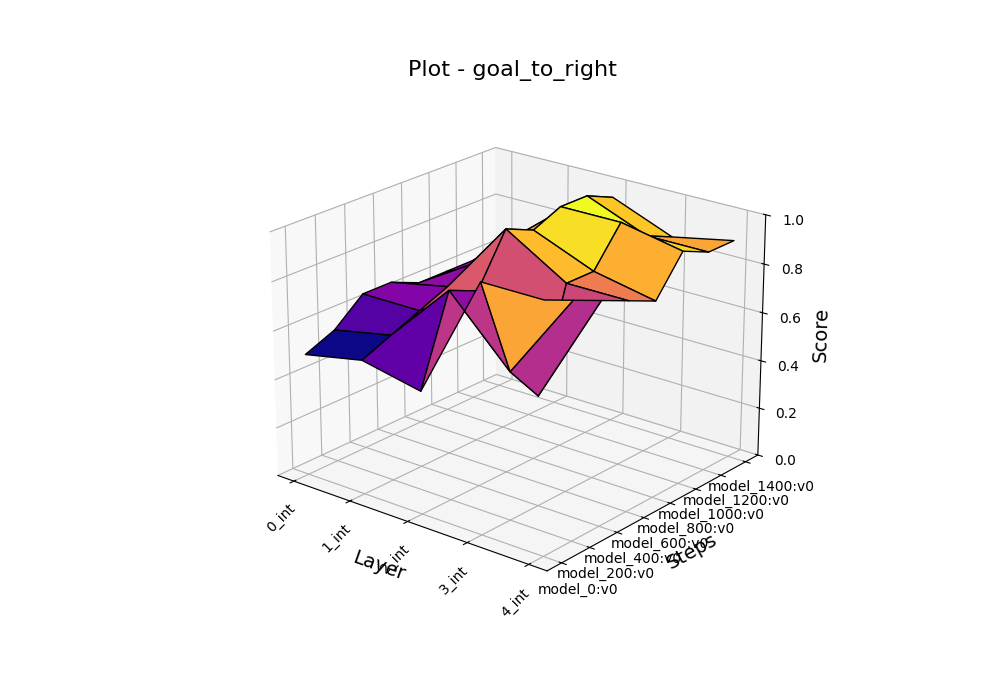 Plot - goal_to_right
1.0
0.8
0.6
0.4
0.2
0.0
Score
model_1400:v0
model_1200:v0
model_1000:v0
model_800:v0
model_600:v0
model_400:v0
model_200:v0
model_0:v0
Steps
0_int
1_int
3_int
4_int
Layer